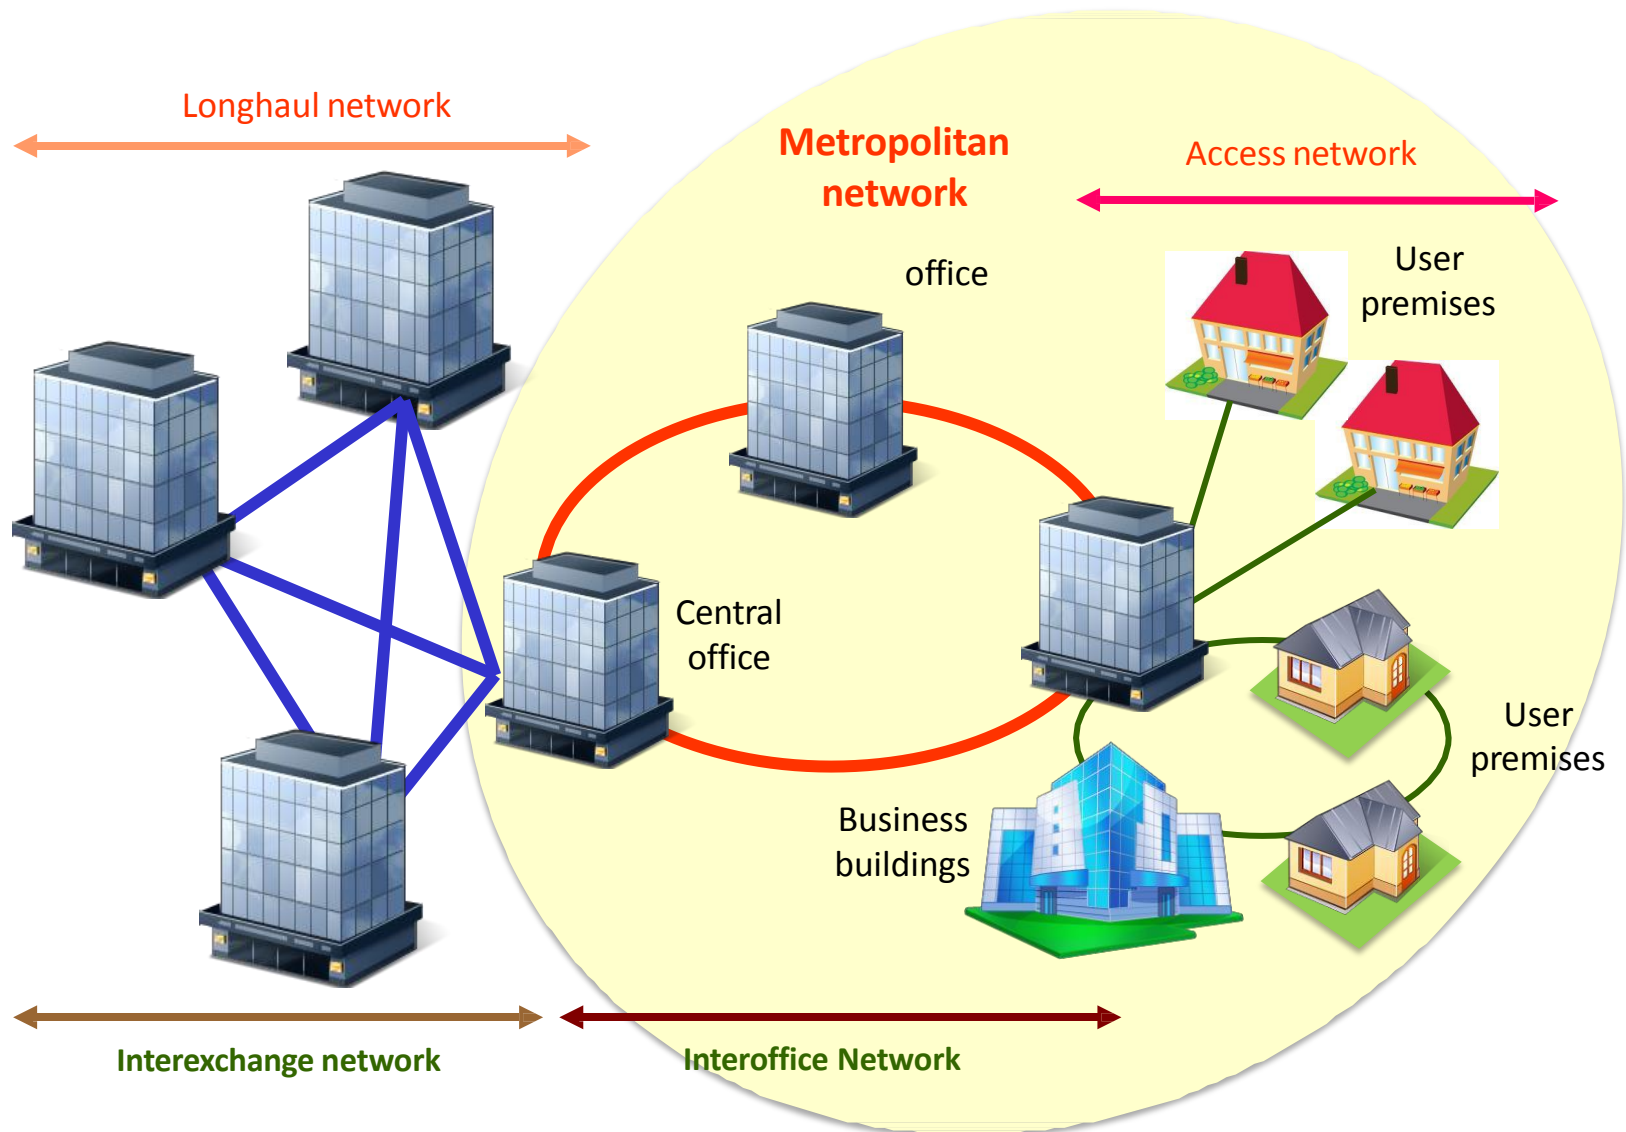 Longhaul network
Metropolitan
network
Access network
office
User
premises
Central
office
User
premises
Business
buildings
Interexchange network
Interoffice Network